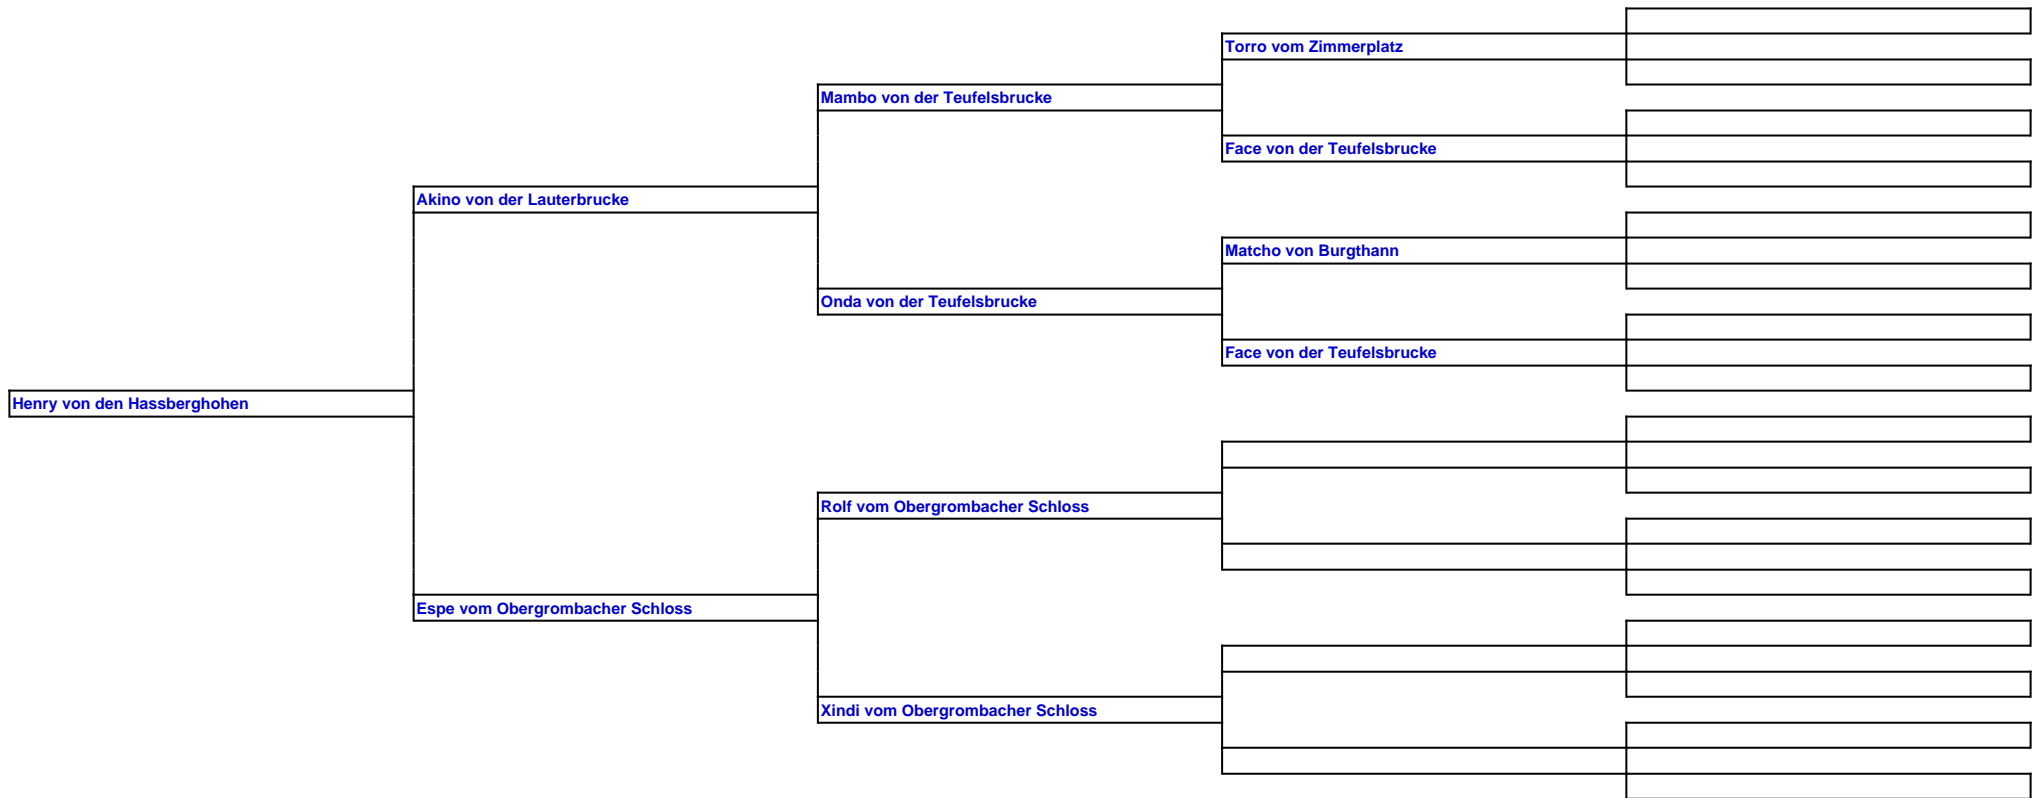 Torro vom Zimmerplatz
Mambo von der Teufelsbrucke
Face von der Teufelsbrucke
Akino von der Lauterbrucke
Matcho von Burgthann
Onda von der Teufelsbrucke
Face von der Teufelsbrucke
Henry von den Hassberghohen
Rolf vom Obergrombacher Schloss
Espe vom Obergrombacher Schloss
Xindi vom Obergrombacher Schloss